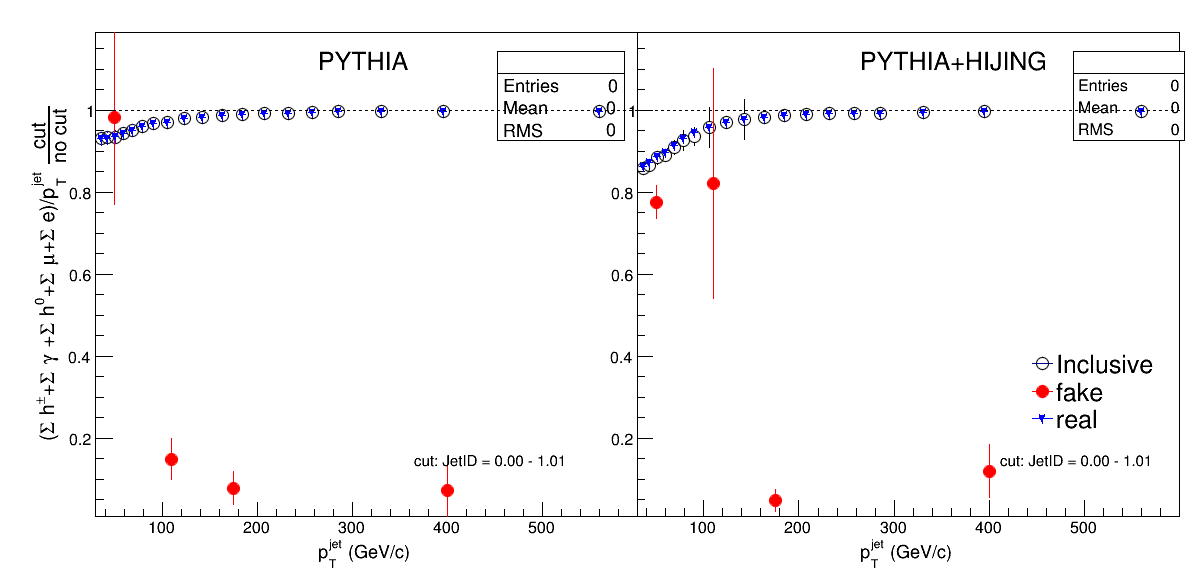 PYTHIA
Entries 0
Mean 0
RMS 0
PYTHIA+HIJING
Entries 0
Mean 0
RMS 0
(Σ h± + Σ γ + Σ h0 + Σ μ + Σ e)/pTjet cut/no cut
1
0.8
0.6
0.4
0.2
1
0.8
0.6
0.4
0.2
Inclusive
fake
real
cut: JetID = 0.00 - 1.01
cut: JetID = 0.00 - 1.01
100 200 300 400 500
100 200 300 400 500
pTjet (GeV/c)
pTjet (GeV/c)